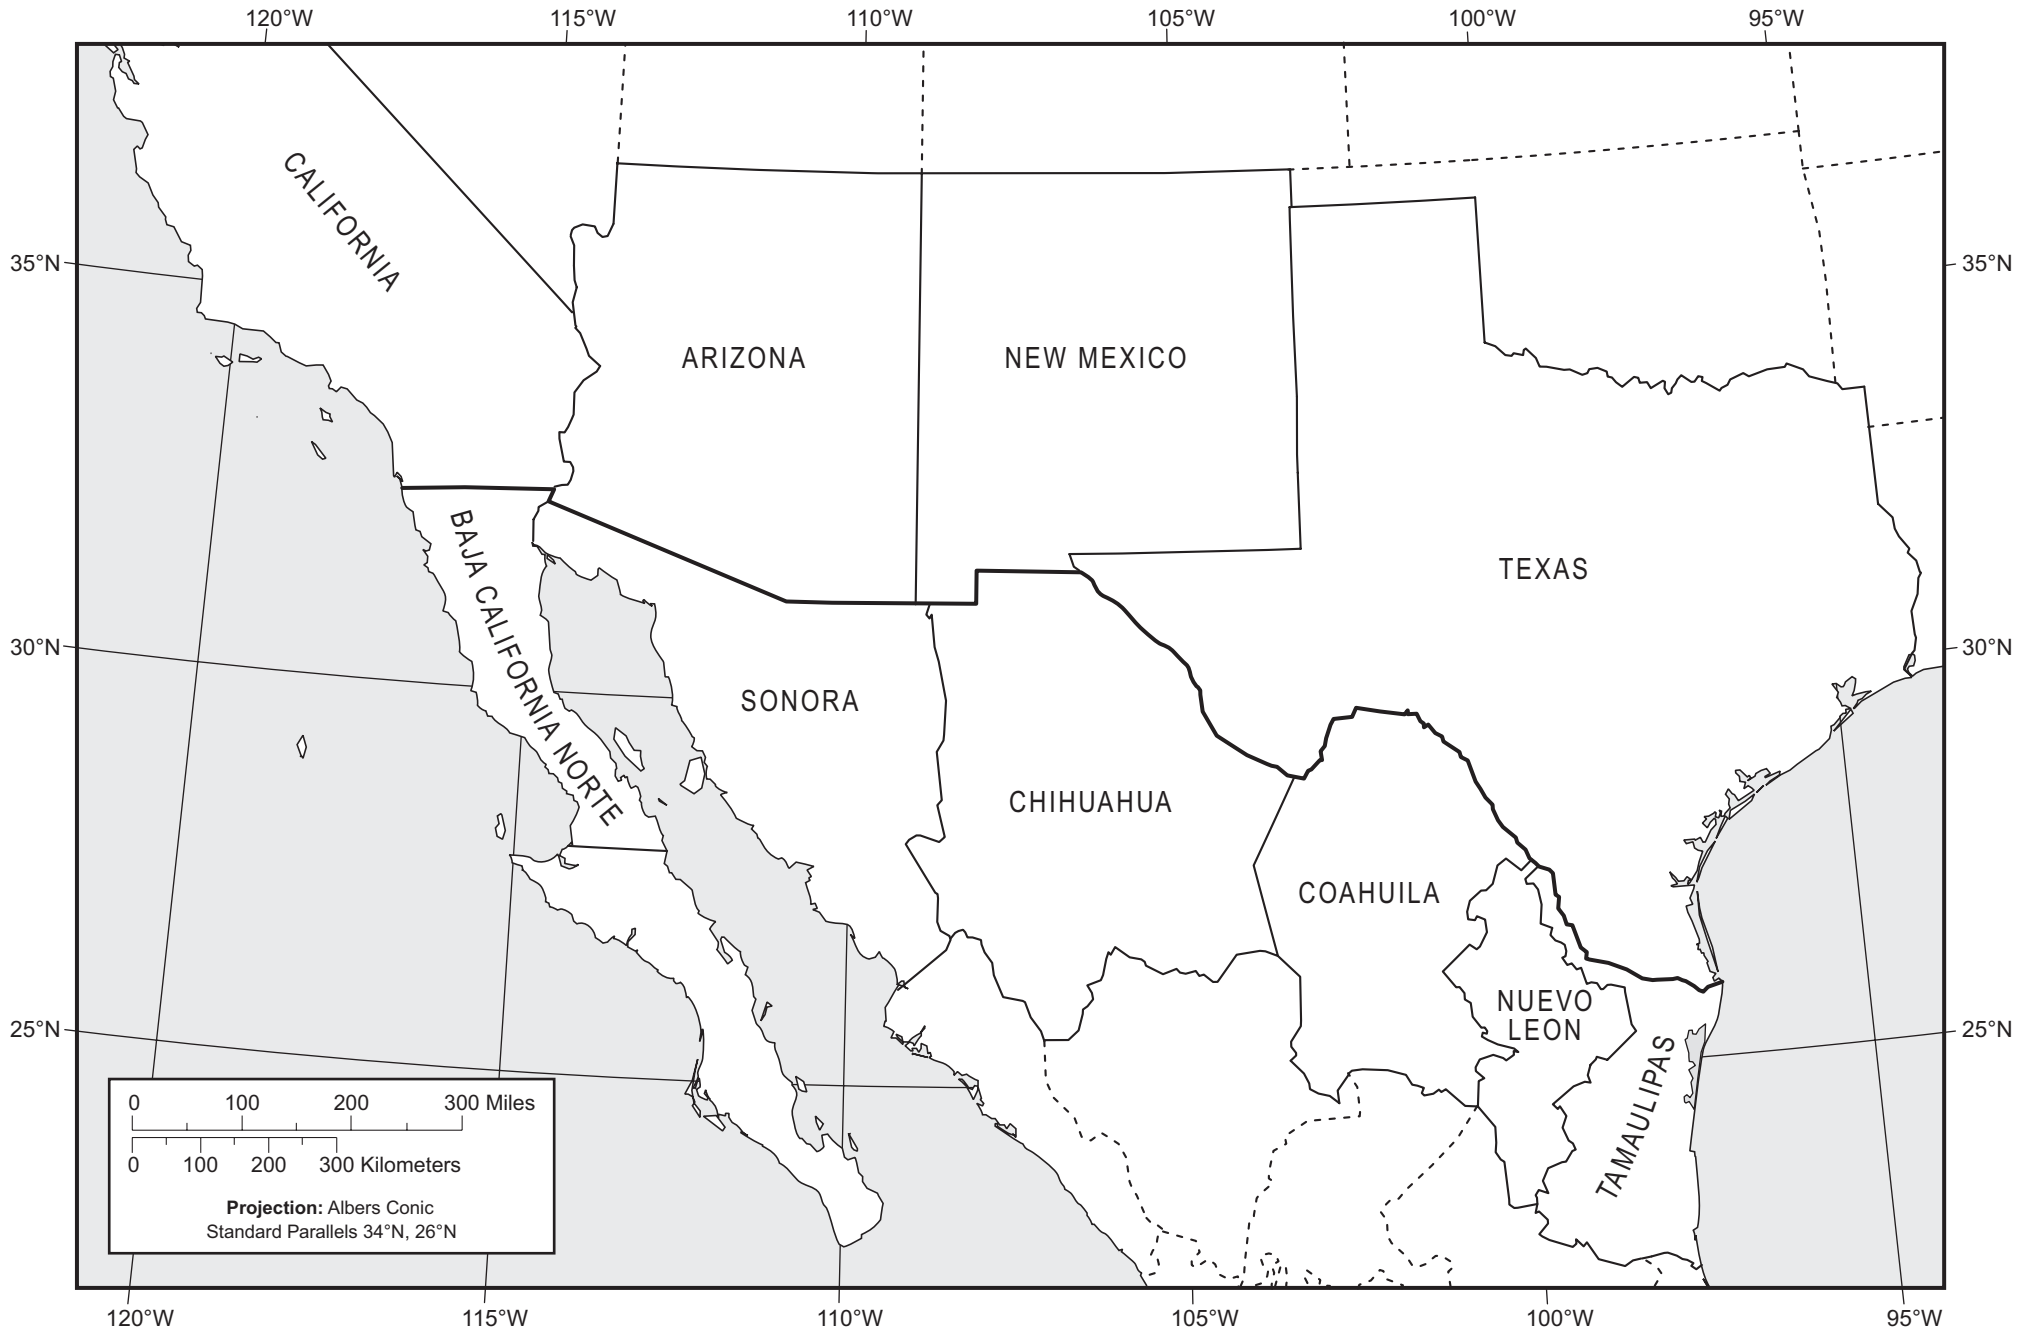 120°W
115°W
110°W
105°W
100°W
95°W
CALIFORNIA
35°N
35°N
ARIZONA
NEW MEXICO
BAJA CALIFORNIA NORTE
TEXAS
30°N
30°N
SONORA
CHIHUAHUA
COAHUILA
NUEVO
LEON
25°N
25°N
TAMAULIPAS
0 100 200 300 Miles
0 100 200 300 Kilometers
Projection: Albers Conic
Standard Parallels 34°N, 26°N
120°W
115°W
110°W
105°W
100°W
95°W